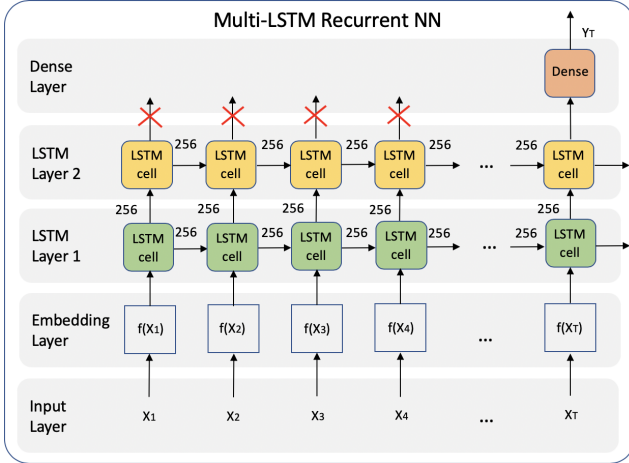 Multi-LSTM Recurrent NN
YT
Dense
Layer
Dense
LSTM
Layer 2
LSTM
cell
256
LSTM
cell
256
LSTM
cell
256
LSTM
cell
256
...
LSTM
cell
256
256
256
256
256
LSTM
Layer 1
LSTM
cell
256
LSTM
cell
256
LSTM
cell
256
LSTM
cell
256
...
LSTM
cell
Embedding
Layer
f(X1)
f(X2)
f(X3)
f(X4)
...
f(XT)
Input
Layer
X1
X2
X3
X4
...
XT